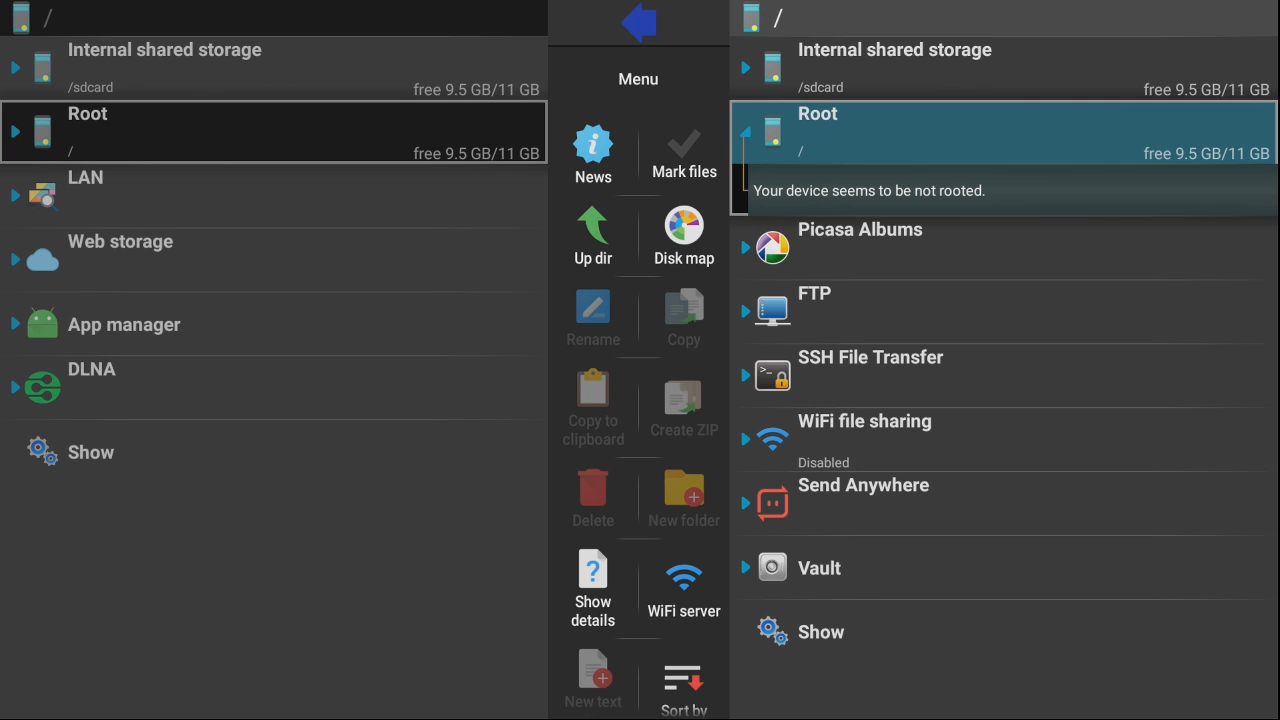 /
Internal shared storage
/sdcard
free 9.5 GB/11 GB
Root
/
free 9.5 GB/11 GB
LAN
Web storage
App manager
DLNA
Show
Menu
News
Mark files
Up dir
Disk map
Rename
Copy
Copy to
clipboard
Create ZIP
Delete
New folder
Show
details
WiFi server
New text
Sort by
/
Internal shared storage
/sdcard
free 9.5 GB/11 GB
Root
/
free 9.5 GB/11 GB
Your device seems to be not rooted.
Picasa Albums
FTP
SSH File Transfer
WiFi file sharing
Disabled
Send Anywhere
Vault
Show